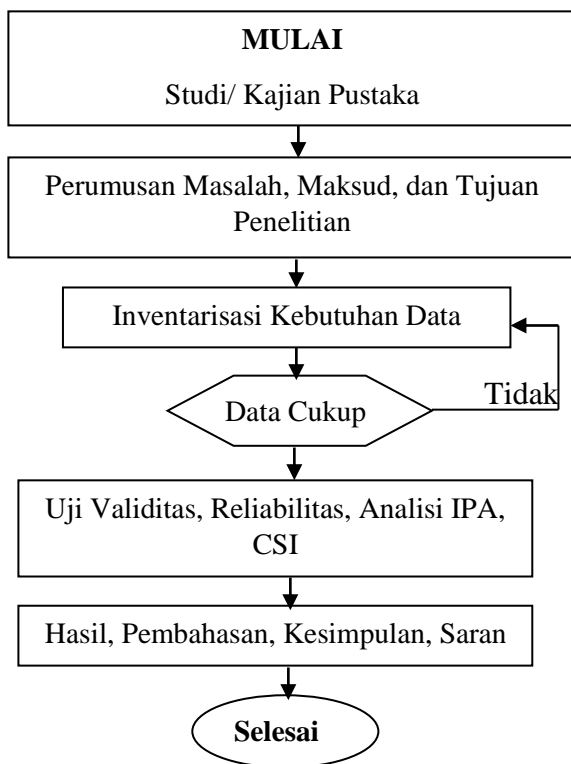 MULAI
Studi/ Kajian Pustaka
Perumusan Masalah, Maksud, dan Tujuan
Penelitian
Inventarisasi Kebutuhan Data
Tidak
Data Cukup
Uji Validitas, Reliabilitas, Analisi IPA,
CSI
Hasil, Pembahasan, Kesimpulan, Saran
Selesai